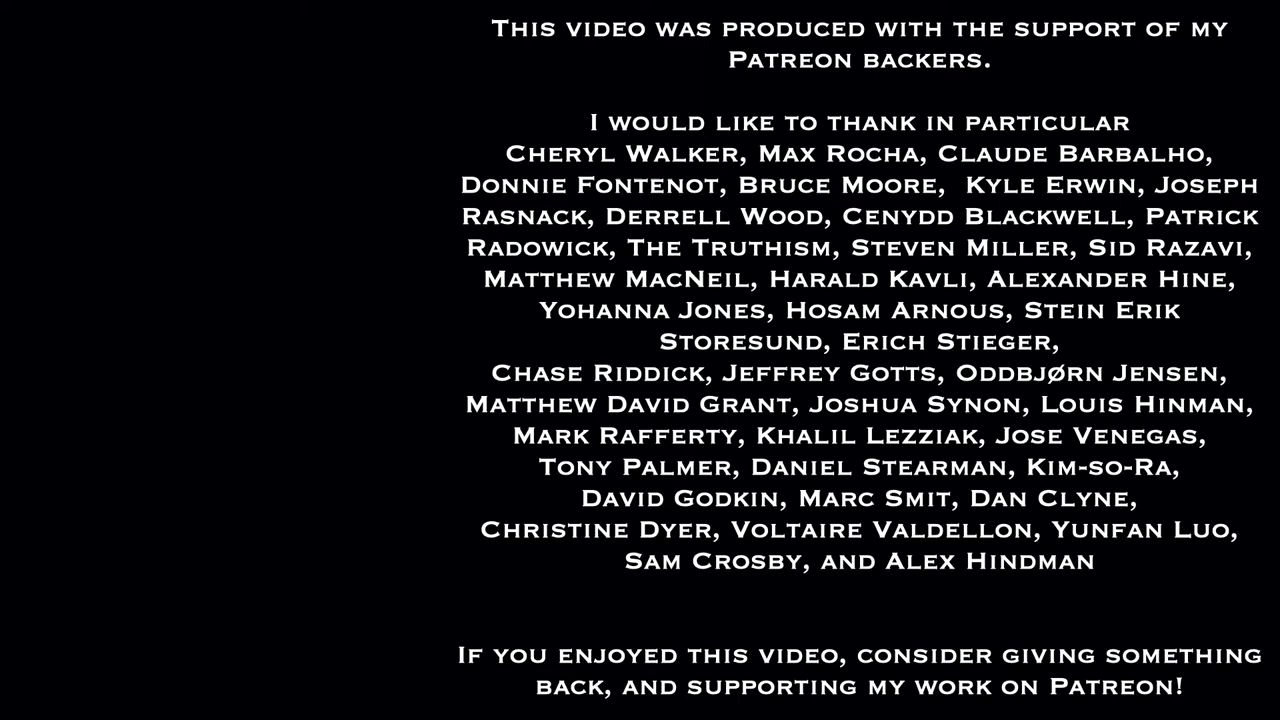 This video was produced with the support of my
Patreon backers.
I would like to thank in particular
Cheryl Walker, Max Rocha, Claude Barbalho,
Donnie Fontenot, Bruce Moore,  Kyle Erwin, Joseph
Rasnack, Derrell Wood, Cenydd Blackwell, Patrick
Radowick, The Truthism, Steven Miller, Sid Razavi,
Matthew MacNeil, Harald Kavli, Alexander Hine,
Yohanna Jones, Hosam Arnous, Stein Erik
Storesund, Erich Stieger,
Chase Riddick, Jeffrey Gotts, Oddbjørn Jensen,
Matthew David Grant, Joshua Synon, Louis Hinman,
Mark Rafferty, Khalil Lezziak, Jose Venegas,
Tony Palmer, Daniel Stearman, Kim-so-Ra,
David Godkin, Marc Smit, Dan Clyne,
Christine Dyer, Voltaire Valdellon, Yunfan Luo,
Sam Crosby, and Alex Hindman
If you enjoyed this video, consider giving something
back, and supporting my work on Patreon!